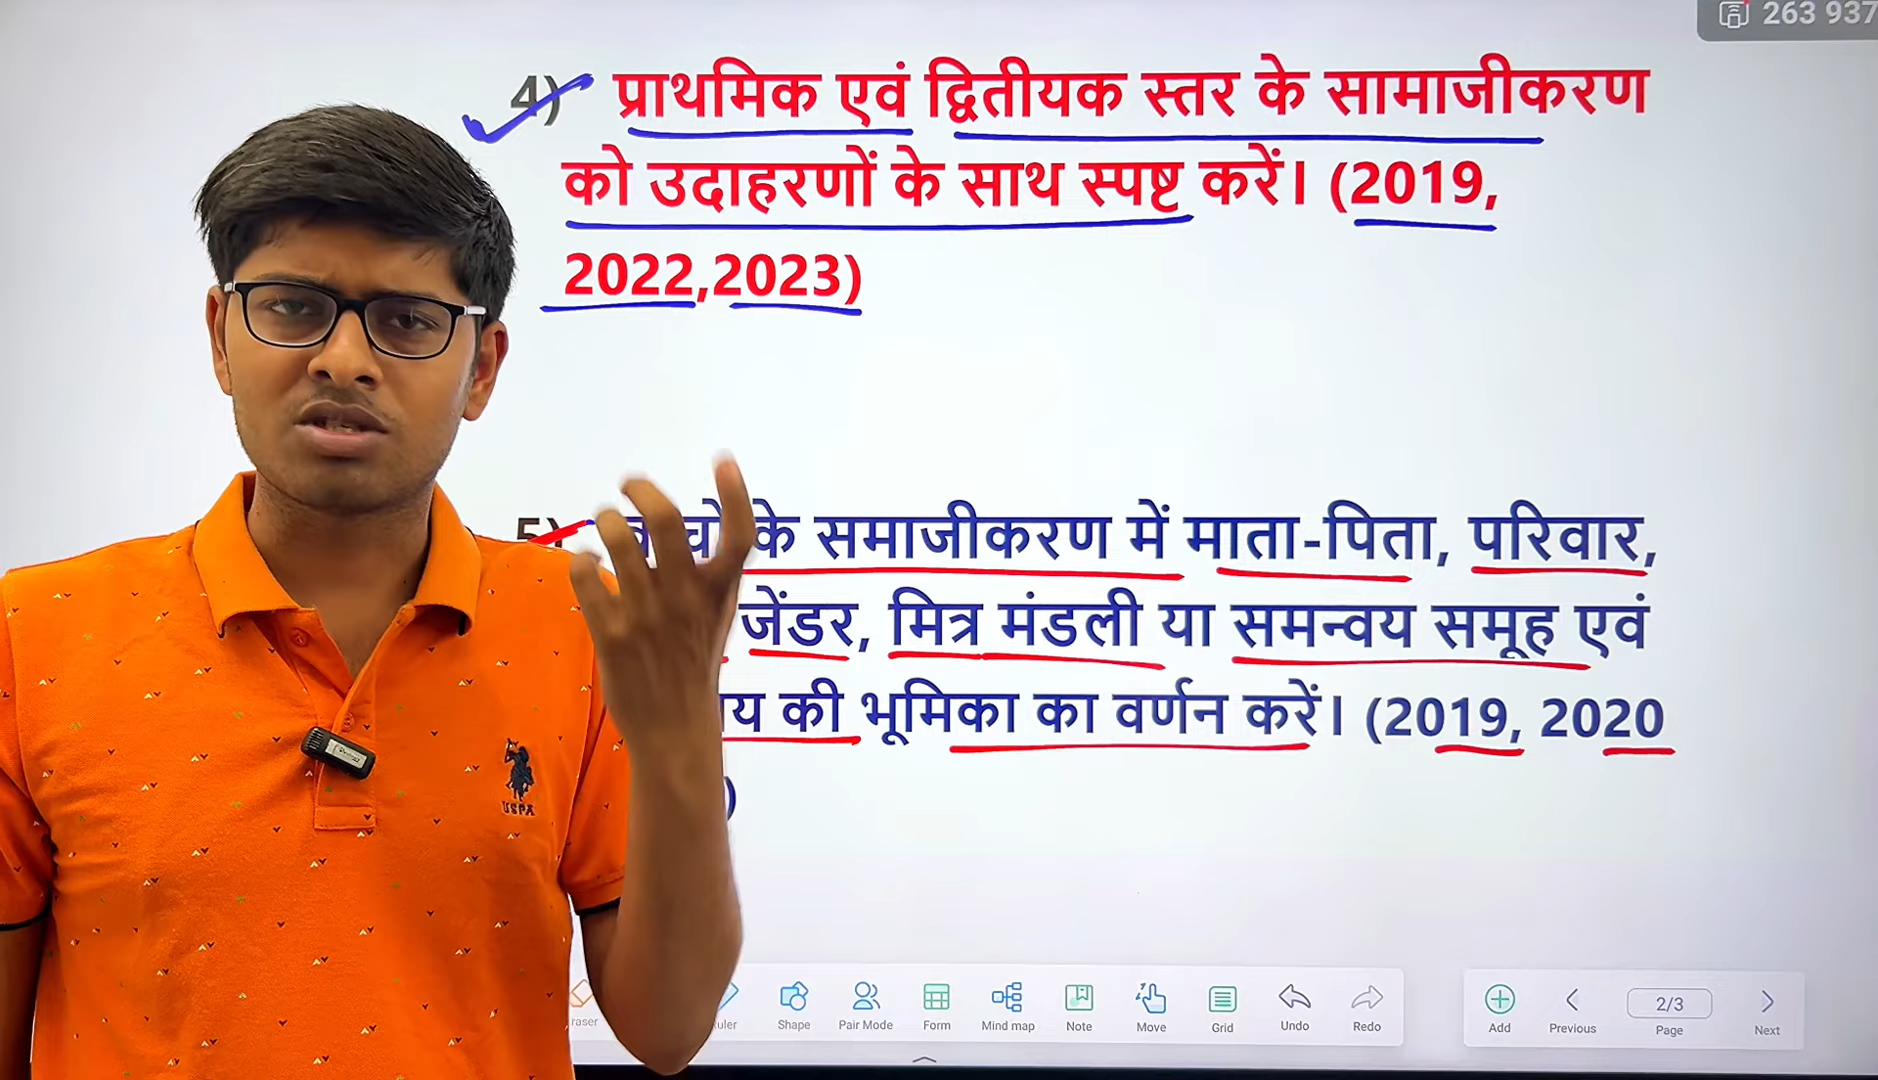 263 937
4) प्राथमिक एवं द्वितीयक स्तर के सामाजीकरण
को उदाहरणों के साथ स्पष्ट करें। (2019,
2022,2023)
5) के समाजीकरण में माता-पिता, परिवार,
जेंडर, मित्र मंडली या समन्वय समूह एवं
की भूमिका का वर्णन करें। (2019, 2020
)
USPA
Shape Pair Mode Form Mind map Note Move Grid Undo Redo Add Previous 2/3 Page Next